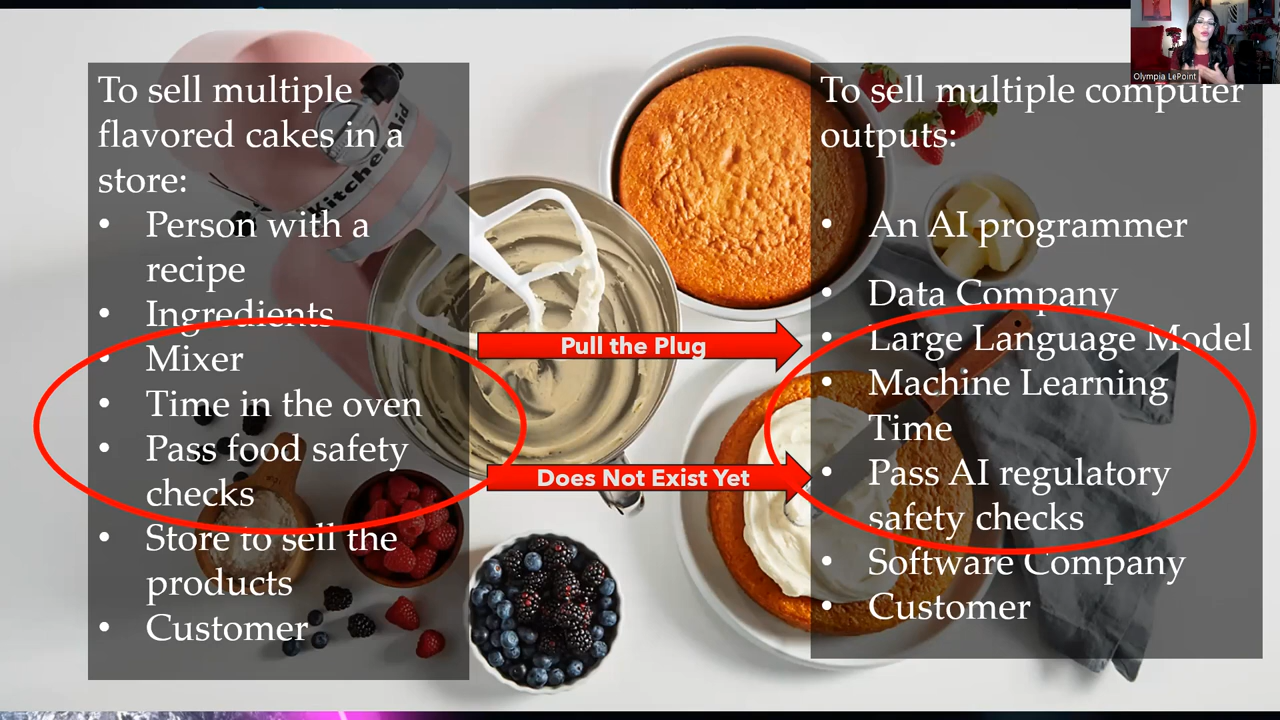 To sell multiple
flavored cakes in a
store:
• Person with a
recipe
• Ingredients
• Mixer
• Time in the oven
• Pass food safety
checks
• Store to sell the
products
• Customer
KitchenAid
Pull the Plug
Does Not Exist Yet
To sell multiple computer
outputs:
• An AI programmer
• Data Company
• Large Language Model
• Machine Learning
Time
• Pass AI regulatory
safety checks
• Software Company
• Customer
Olympia LePoint